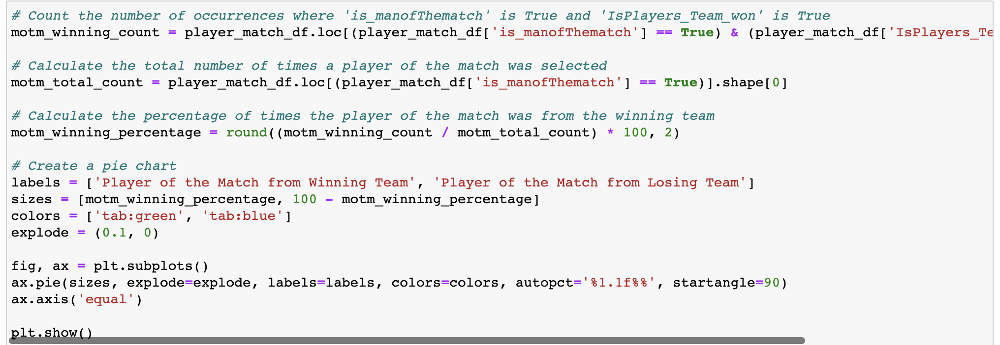 # Count the number of occurrences where 'is_manofThematch' is True and 'IsPlayers_Team_won' is True
motm_winning_count = player_match_df.loc[(player_match_df['is_manofThematch'] == True) & (player_match_df['IsPlayers_Te
# Calculate the total number of times a player of the match was selected
motm_total_count = player_match_df.loc[(player_match_df['is_manofThematch'] == True)].shape[0]
# Calculate the percentage of times the player of the match was from the winning team
motm_winning_percentage = round((motm_winning_count / motm_total_count) * 100, 2)
# Create a pie chart
labels = ['Player of the Match from Winning Team', 'Player of the Match from Losing Team']
sizes = [motm_winning_percentage, 100 - motm_winning_percentage]
colors = ['tab:green', 'tab:blue']
explode = (0.1, 0)
fig, ax = plt.subplots()
ax.pie(sizes, explode=explode, labels=labels, colors=colors, autopct='%1.1f%%', startangle=90)
ax.axis('equal')
plt.show()